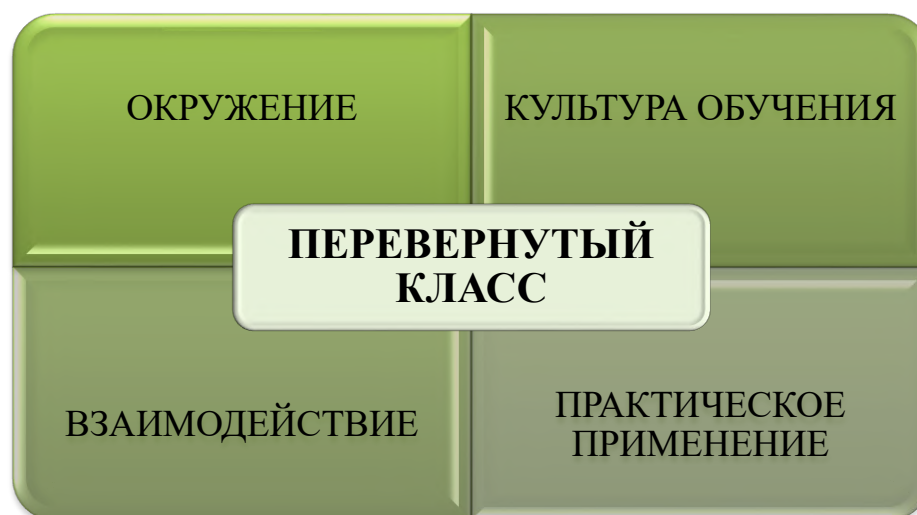 ОКРУЖЕНИЕ
КУЛЬТУРА ОБУЧЕНИЯ
ПЕРЕВЕРНУТЫЙ
КЛАСС
ВЗАИМОДЕЙСТВИЕ
ПРАКТИЧЕСКОЕ
ПРИМЕНЕНИЕ